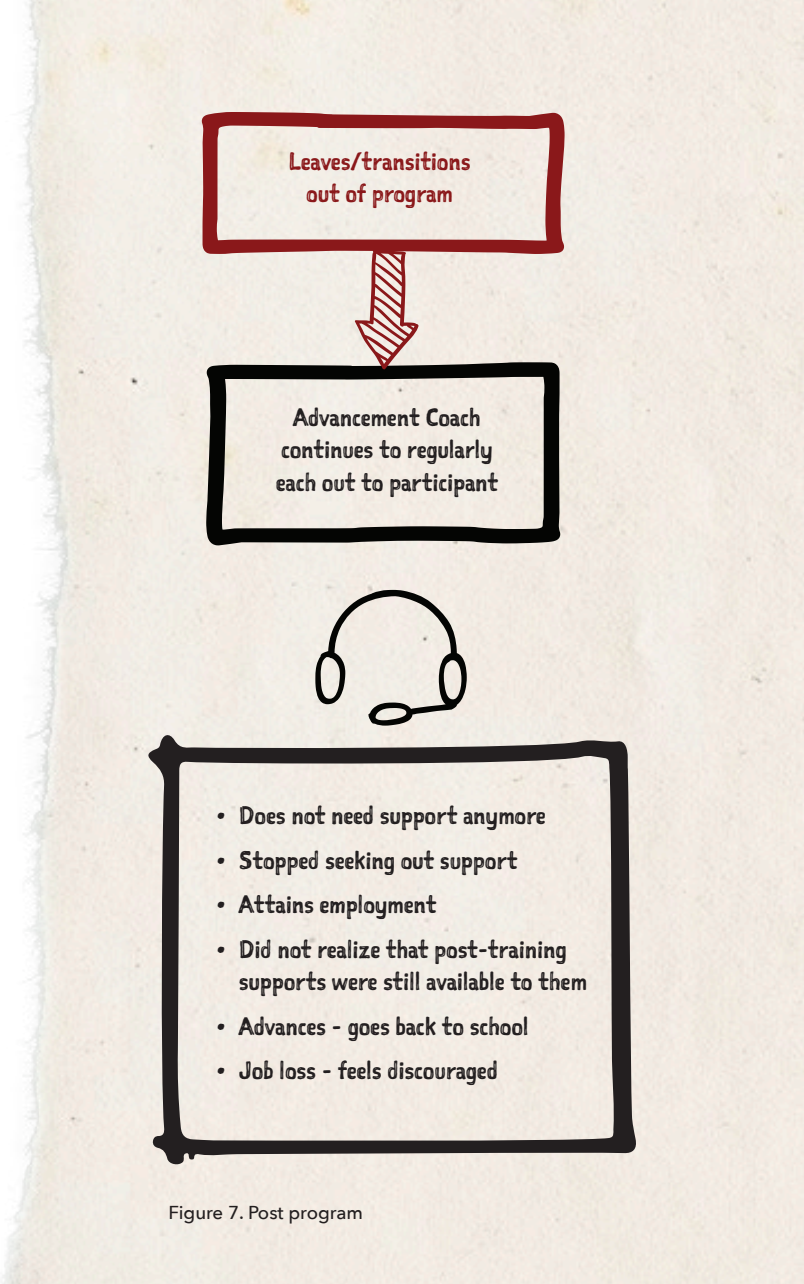 Leaves/transitions
out of program
Advancement Coach
continues to regularly
each out to participant
• Does not need support anymore
• Stopped seeking out support
• Attains employment
• Did not realize that post-training
supports were still available to them
• Advances - goes back to school
• Job loss - feels discouraged
Figure 7. Post program